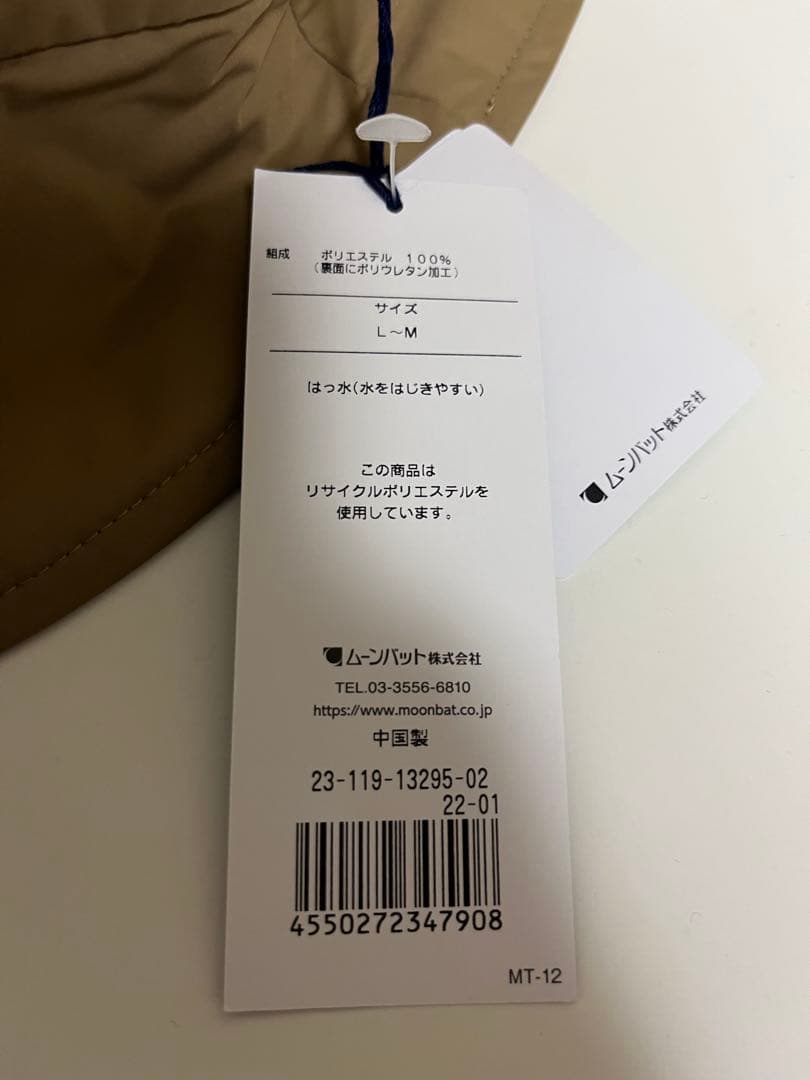 組成 ポリエステル 100%
(裏面にポリウレタン加工)
サイズ
L～M
はっ水(水をはじきやすい)
この商品は
リサイクルポリエステルを
使用しています。
ムーンバット株式会社
TEL.03-3556-6810
https://www.moonbat.co.jp
中国製
23-119-13295-02
22-01
4550272347908
MT-12
ムーンバット株式会社